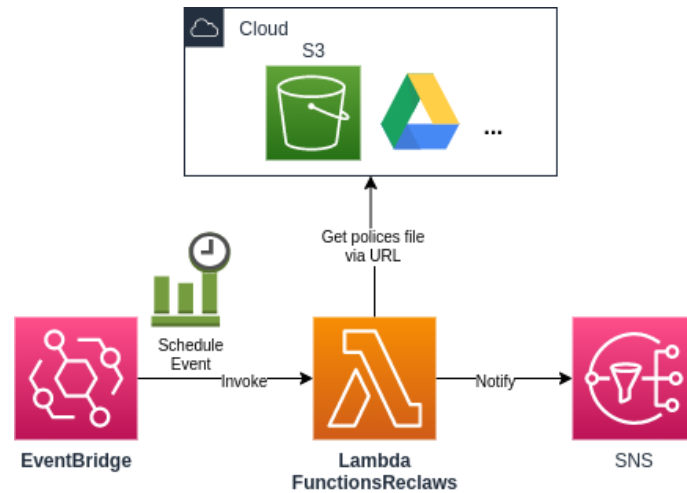 Cloud
S3
...
Get polices file
via URL
Schedule
Event
Invoke
Notify
EventBridge
Lambda
FunctionsReclaws
SNS